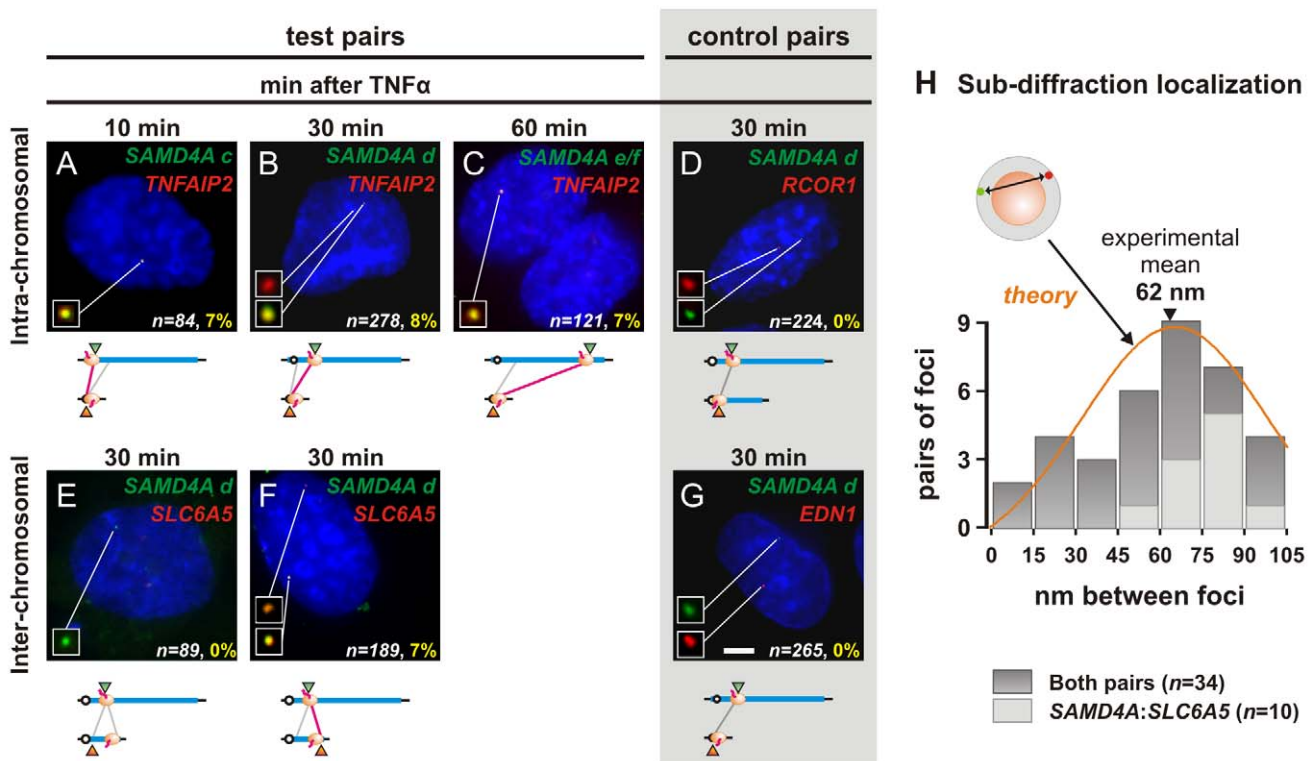 test pairs
control pairs
min after TNFα
H Sub-diffraction localization
Intra-chromosomal
10 min
30 min
60 min
30 min
A
SAMD4A c
TNFAIP2
n=84, 7%
B
SAMD4A d
TNFAIP2
n=278, 8%
C
SAMD4A e/f
TNFAIP2
n=121, 7%
D
SAMD4A d
RCOR1
n=224, 0%
Inter-chromosomal
30 min
30 min
30 min
E
SAMD4A d
SLC6A5
n=89, 0%
F
SAMD4A d
SLC6A5
n=189, 7%
G
SAMD4A d
EDN1
n=265, 0%
experimental
mean
62 nm
theory
pairs of foci
9
6
3
0
0 15 30 45 60 75 90 105
nm between foci
Both pairs (n=34)
SAMD4A:SLC6A5 (n=10)